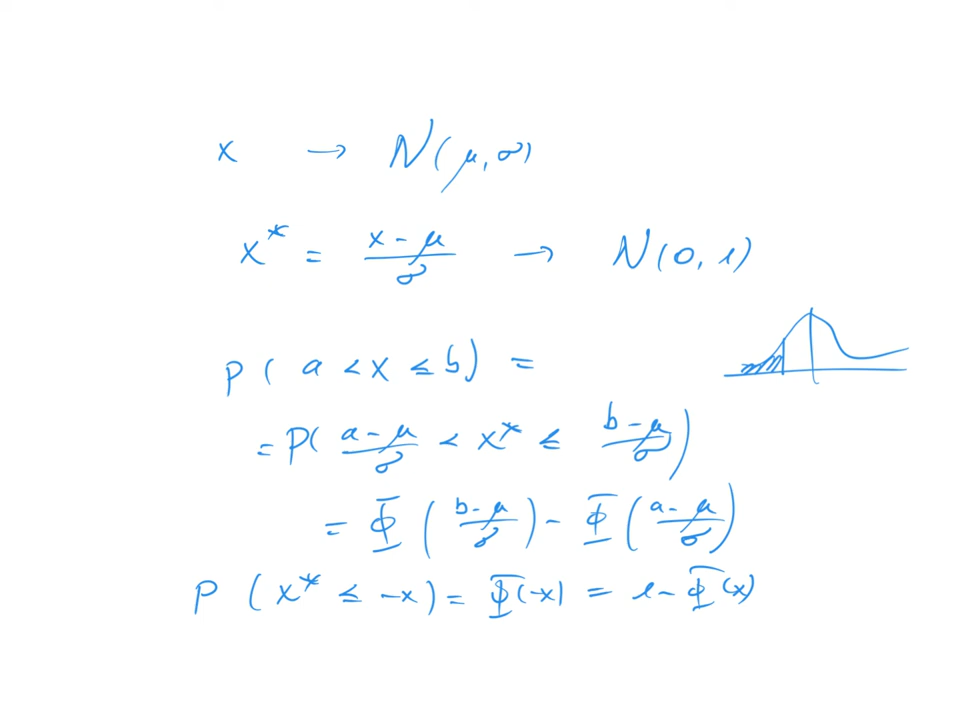 x → N(μ, σ)
x* = (x - μ)/σ → N(0, 1)
P(a < x ≤ b) =
= P((a - μ)/σ < x* ≤ (b - μ)/σ)
= Φ((b - μ)/σ) - Φ((a - μ)/σ)
P(x* ≤ -x) = Φ(-x) = 1 - Φ(x)